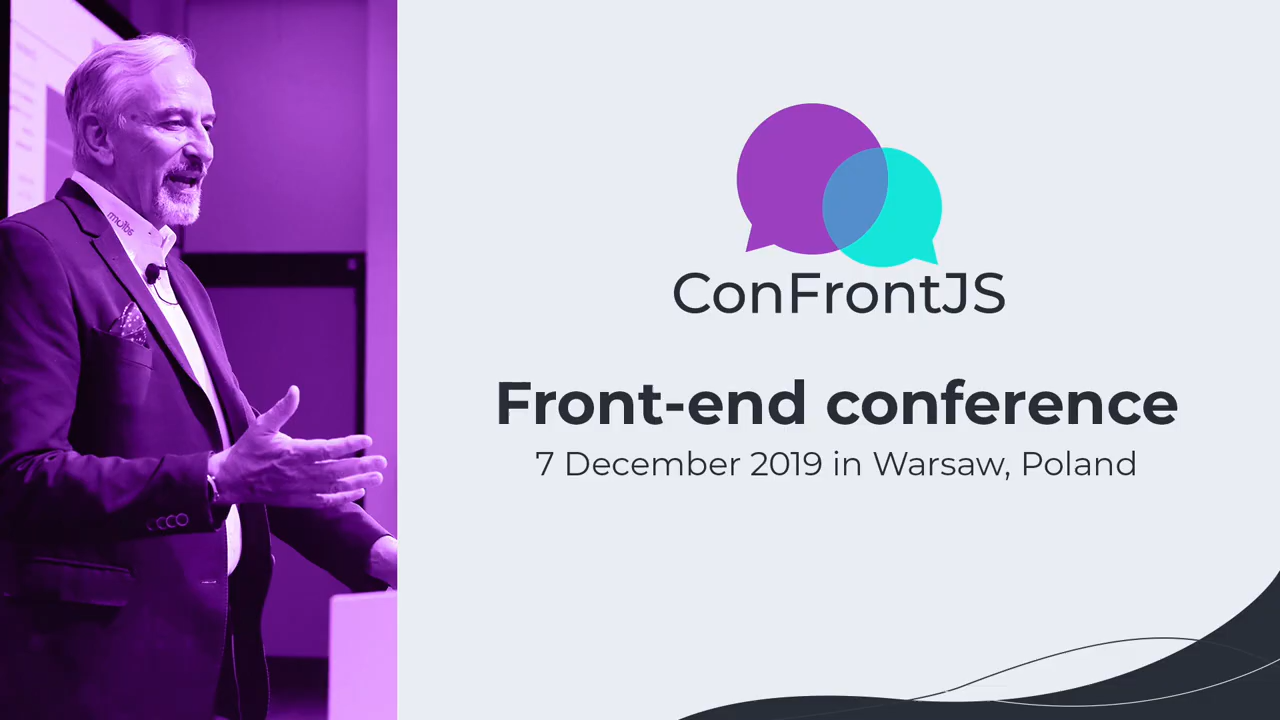 ConFrontJS
Front-end conference
7 December 2019 in Warsaw, Poland